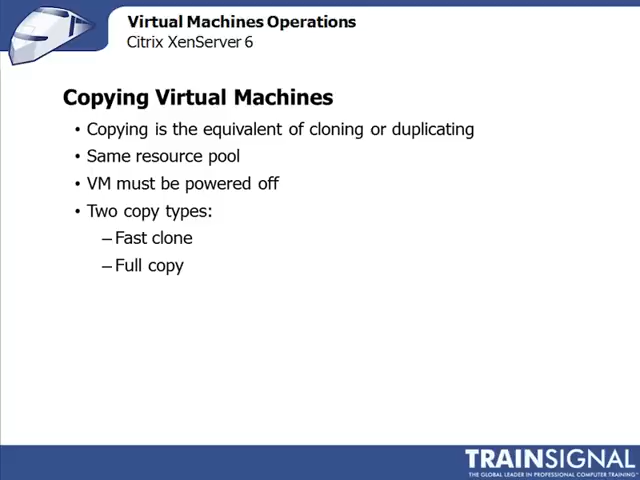 Virtual Machines Operations
Citrix XenServer 6
Copying Virtual Machines
• Copying is the equivalent of cloning or duplicating
• Same resource pool
• VM must be powered off
• Two copy types:
– Fast clone
– Full copy
TRAINSIGNAL
THE GLOBAL LEADER IN PROFESSIONAL COMPUTER TRAINING